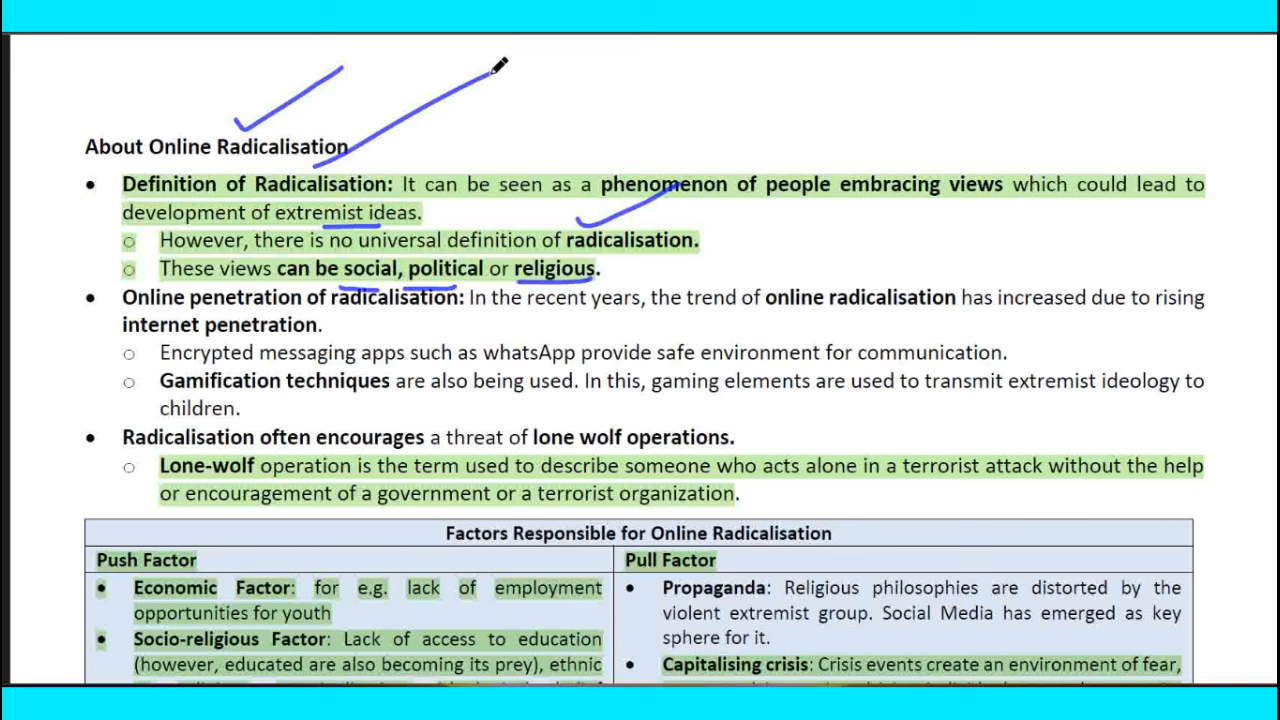 About Online Radicalisation
• Definition of Radicalisation: It can be seen as a phenomenon of people embracing views which could lead to
development of extremist ideas.
○ However, there is no universal definition of radicalisation.
○ These views can be social, political or religious.
• Online penetration of radicalisation: In the recent years, the trend of online radicalisation has increased due to rising
internet penetration.
○ Encrypted messaging apps such as whatsApp provide safe environment for communication.
○ Gamification techniques are also being used. In this, gaming elements are used to transmit extremist ideology to
children.
• Radicalisation often encourages a threat of lone wolf operations.
○ Lone-wolf operation is the term used to describe someone who acts alone in a terrorist attack without the help
or encouragement of a government or a terrorist organization.
Factors Responsible for Online Radicalisation
Push Factor
• Economic Factor: for e.g. lack of employment
opportunities for youth
• Socio-religious Factor: Lack of access to education
(however, educated are also becoming its prey), ethnic
Pull Factor
• Propaganda: Religious philosophies are distorted by the
violent extremist group. Social Media has emerged as key
sphere for it.
• Capitalising crisis: Crisis events create an environment of fear,